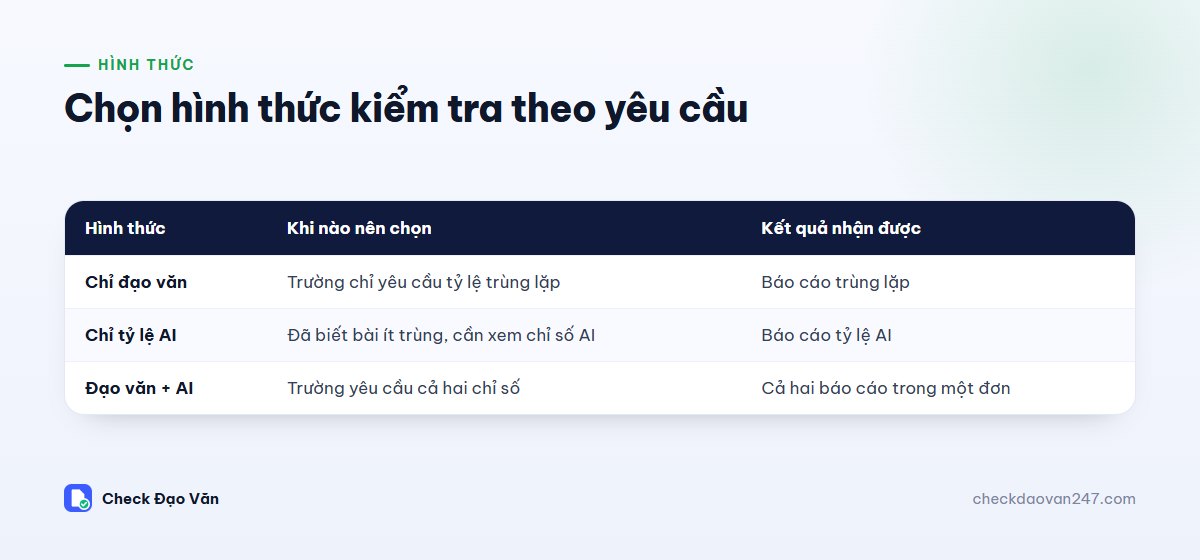 HÌNH THỨC
Chọn hình thức kiểm tra theo yêu cầu
Hình thức Khi nào nên chọn Kết quả nhận được
Chỉ đạo văn Trường chỉ yêu cầu tỷ lệ trùng lặp Báo cáo trùng lặp
Chỉ tỷ lệ AI Đã biết bài ít trùng, cần xem chỉ số AI Báo cáo tỷ lệ AI
Đạo văn + AI Trường yêu cầu cả hai chỉ số Cả hai báo cáo trong một đơn
Check Đạo Văn checkdaovan247.com